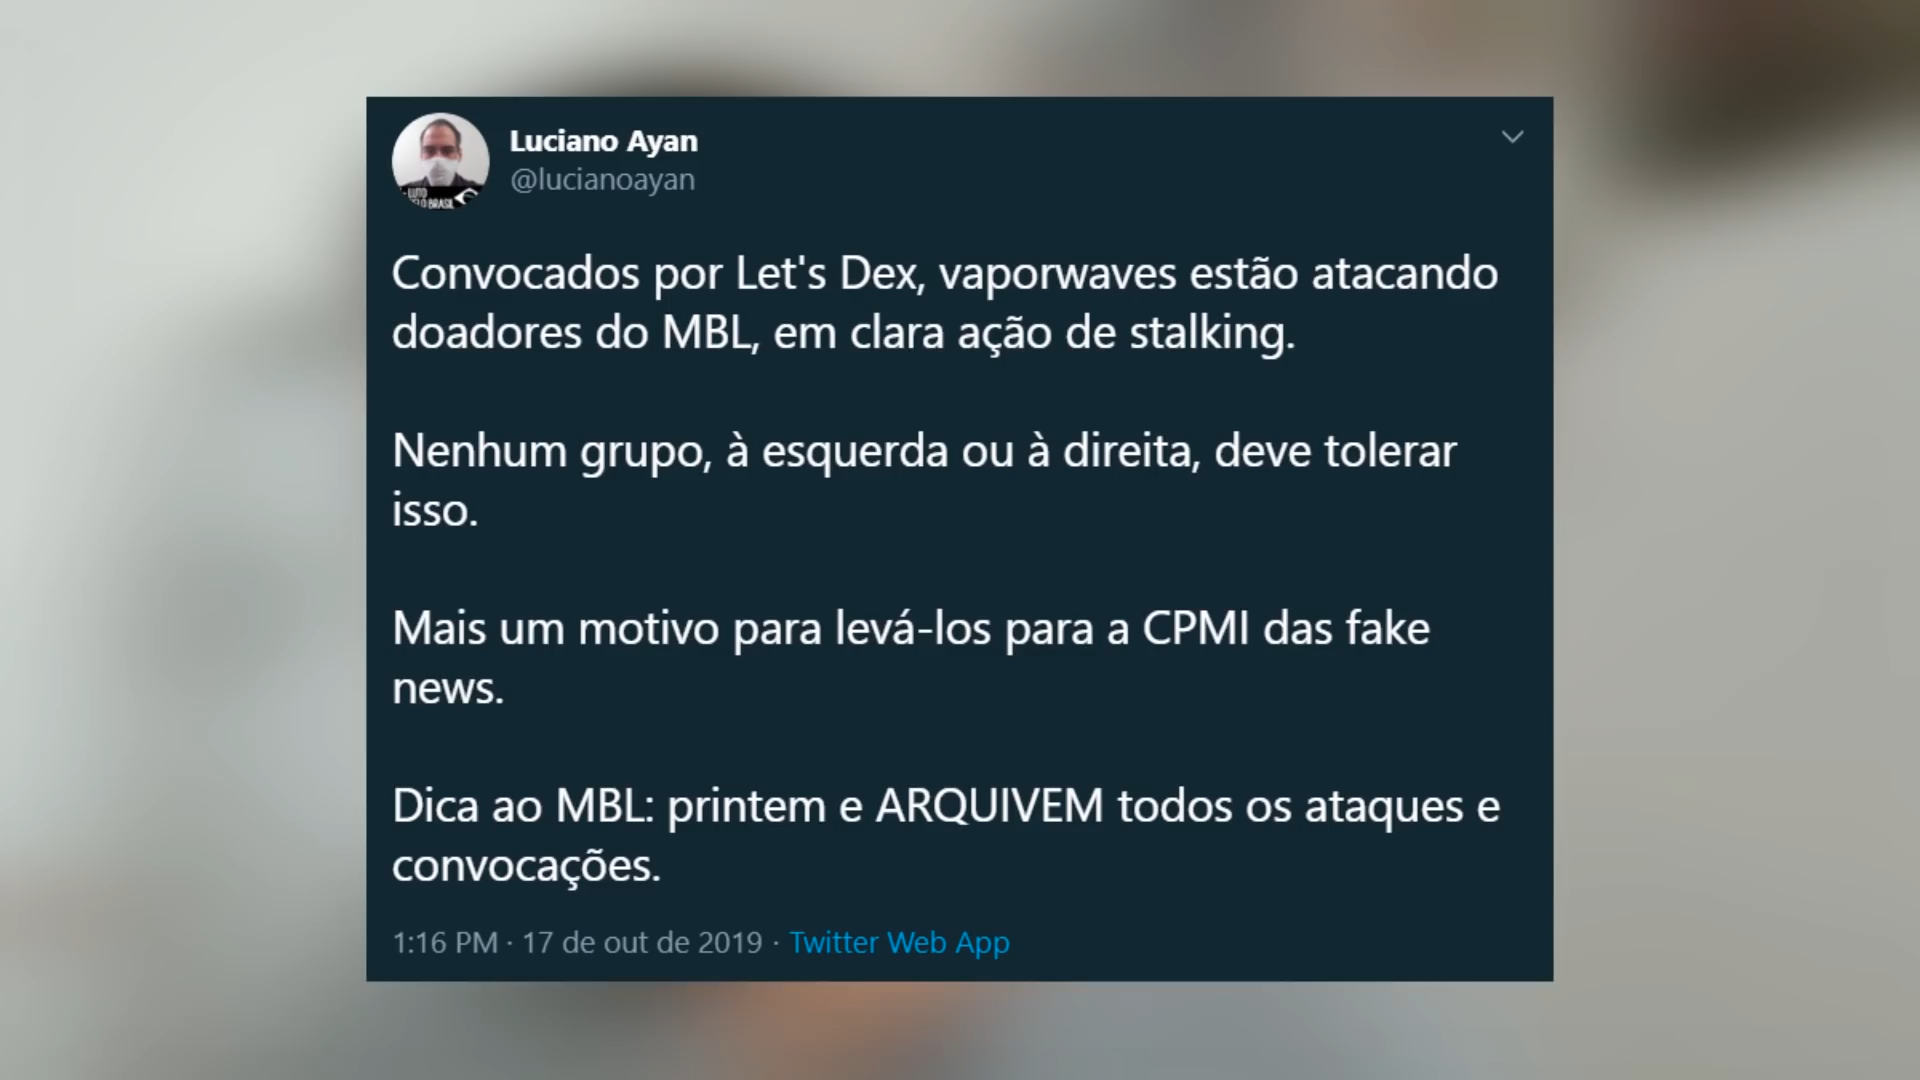 Luciano Ayan
@lucianoayan
LUTO
PELO BRASIL
Convocados por Let's Dex, vaporwaves estão atacando
doadores do MBL, em clara ação de stalking.
Nenhum grupo, à esquerda ou à direita, deve tolerar
isso.
Mais um motivo para levá-los para a CPMI das fake
news.
Dica ao MBL: printem e ARQUIVEM todos os ataques e
convocações.
1:16 PM · 17 de out de 2019 · Twitter Web App